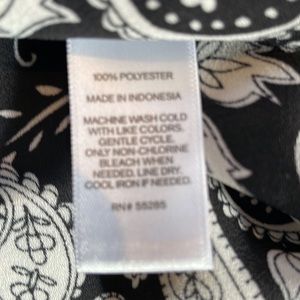 100% POLYESTER
MADE IN INDONESIA
MACHINE WASH COLD
WITH LIKE COLORS.
GENTLE CYCLE.
ONLY NON-CHLORINE
BLEACH WHEN
NEEDED. LINE DRY.
COOL IRON IF NEEDED.
RN# 55285